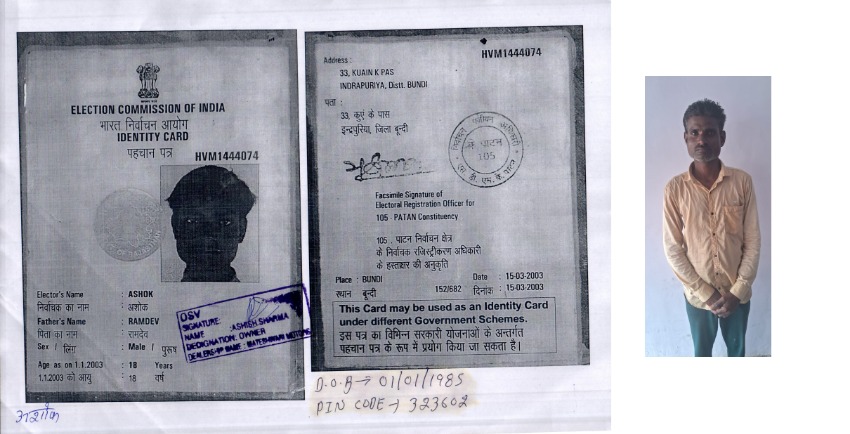 ELECTION COMMISSION OF INDIA
भारत निर्वाचन आयोग
IDENTITY CARD
पहचान पत्र
HVM1444074
Elector's Name : ASHOK
निर्वाचक का नाम : अशोक
Father's Name : RAMDEV
पिता का नाम : रामदेव
Sex / लिंग : Male / पुरूष
Age as on 1.1.2003 : 18 Years
1.1.2003 को आयु : 18 वर्ष
अशोक
DSV
SIGNATURE:
NAME :ASHISH SHARMA
DESIGNATION: OWNER
DEALERSHIP NAME : MATESHWARI MOTORS
HVM1444074
Address :
33, KUAIN K PAS
INDRAPURIYA, Distt. BUNDI
पता :
33, कुएं के पास
इन्द्रपुरिया, जिला बून्दी
पाटन
105
Facsimile Signature of
Electoral Registration Officer for
105 - PATAN Constituency
105 . पाटन निर्वाचन क्षेत्र
के निर्वाचक रजिस्ट्रीकरण अधिकारी
के हस्ताक्षर की अनुकृति
Place : BUNDI Date : 15-03-2003
स्थान बून्दी 152/682 दिनांक : 15-03-2003
This Card may be used as an Identity Card
under different Government Schemes.
इस पत्र का विभिन्न सरकारी योजनाओं के अन्तर्गत
पहचान पत्र के रूप में प्रयोग किया जा सकता है।
D.O.B → 01/01/1985
PIN CODE → 323602